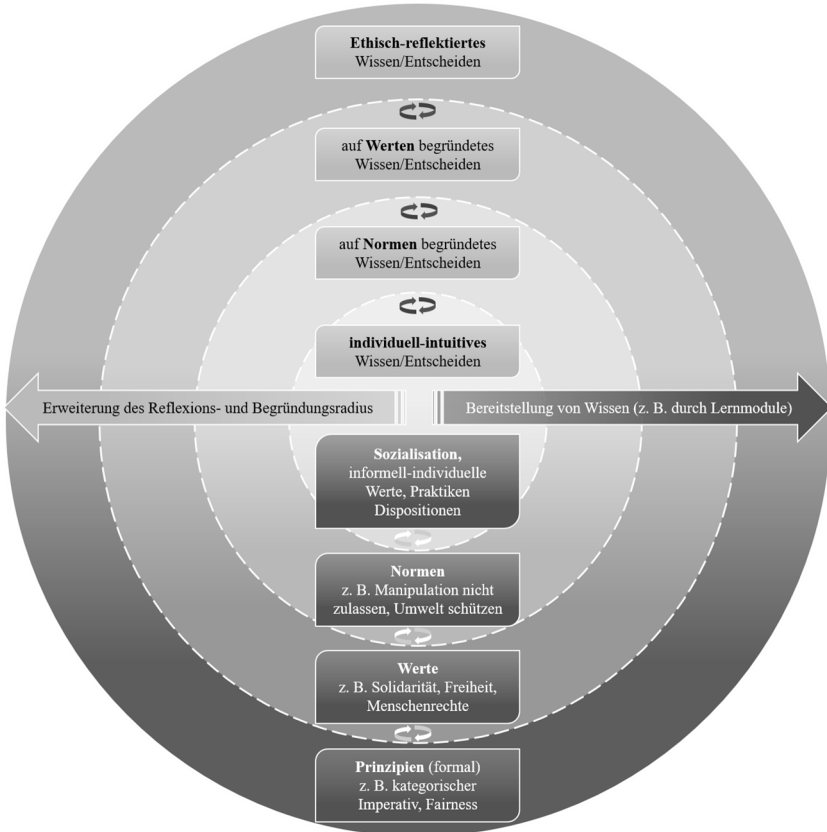 Ethisch-reflektiertes
Wissen/Entscheiden
auf Werten begründetes
Wissen/Entscheiden
auf Normen begründetes
Wissen/Entscheiden
individuell-intuitives
Wissen/Entscheiden
Erweiterung des Reflexions- und Begründungsradius
Bereitstellung von Wissen (z. B. durch Lernmodule)
Sozialisation,
informell-individuelle
Werte, Praktiken
Dispositionen
Normen
z. B. Manipulation nicht
zulassen, Umwelt schützen
Werte
z. B. Solidarität, Freiheit,
Menschenrechte
Prinzipien (formal)
z. B. kategorischer
Imperativ, Fairness